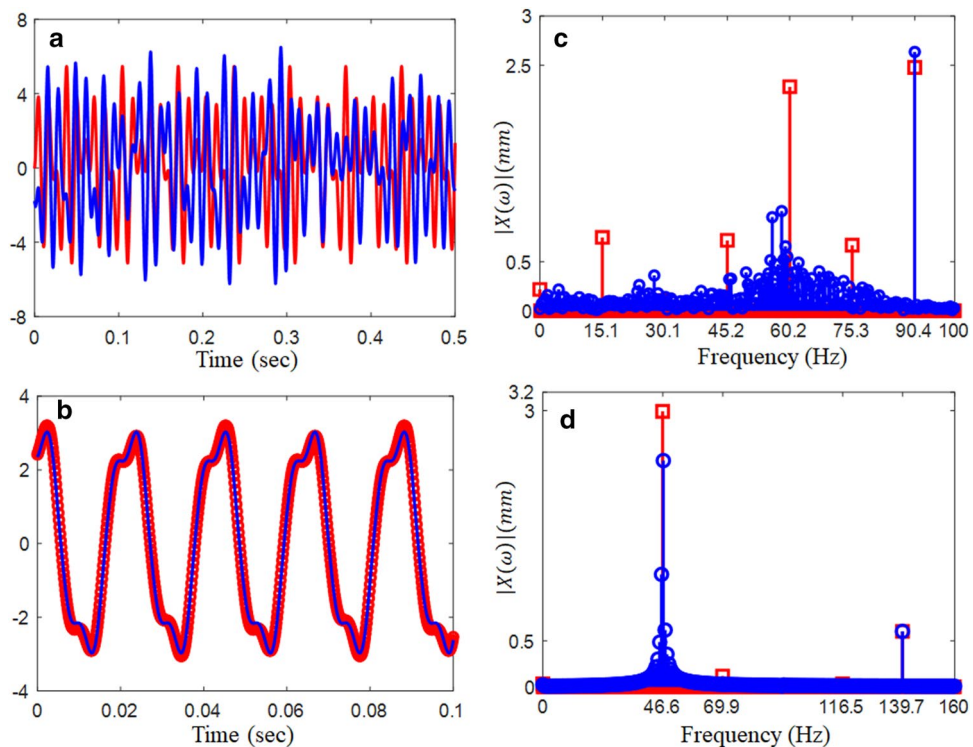 a
8
4
0
-4
-8
0 0.1 0.2 0.3 0.4 0.5
Time (sec)
c
3
2.5
0.5
0
|X(ω)|(mm)
0 15.1 30.1 45.2 60.2 75.3 90.4 100
Frequency (Hz)
b
4
2
0
-2
-4
0 0.02 0.04 0.06 0.08 0.1
Time (sec)
d
3.2
3
0.5
0
|X(ω)|(mm)
0 46.6 69.9 116.5 139.7 160
Frequency (Hz)